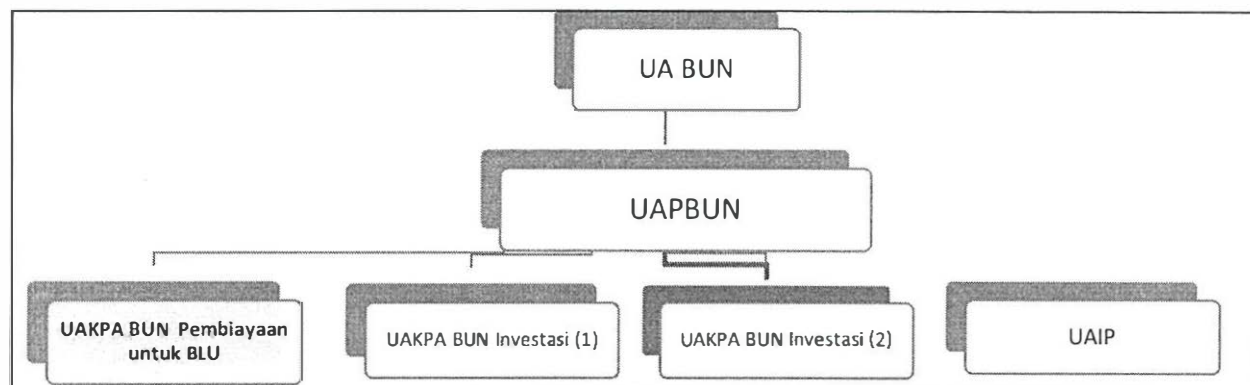 UA BUN
UAPBUN
UAKPA BUN Pembiayaan
untuk BLU
UAKPA BUN Investasi (1)
UAKPA BUN Investasi (2)
UAIP